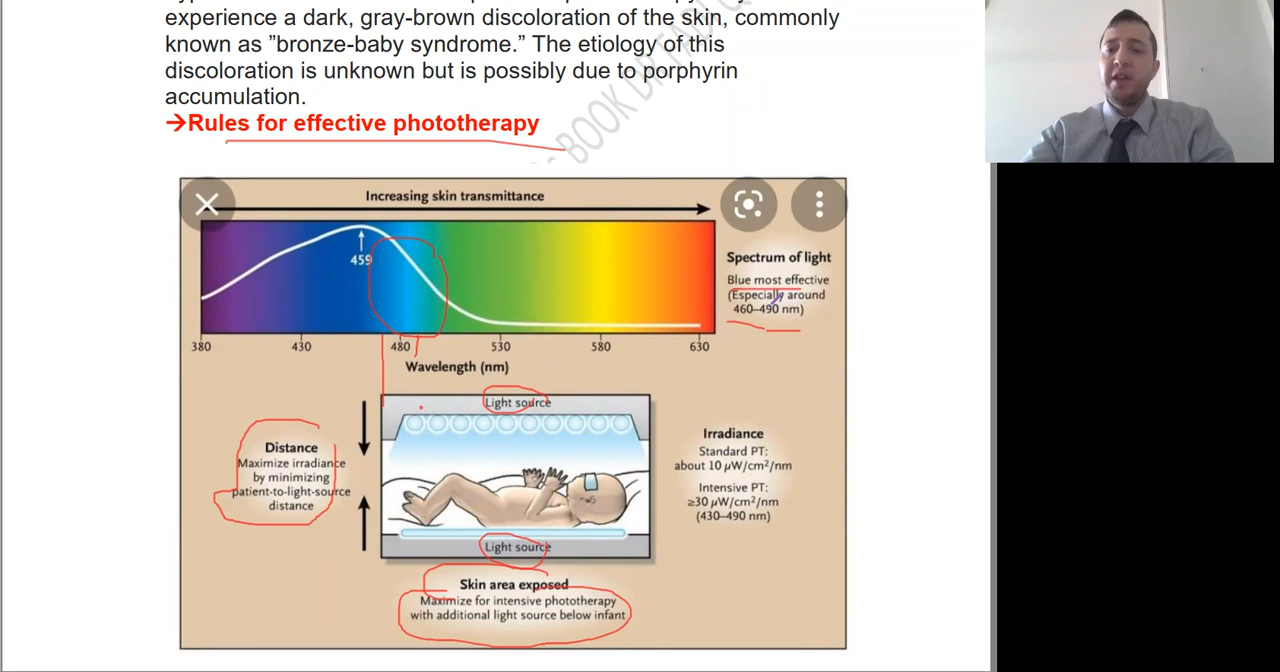 experience a dark, gray-brown discoloration of the skin, commonly
known as ”bronze-baby syndrome.” The etiology of this
discoloration is unknown but is possibly due to porphyrin
accumulation.
→Rules for effective phototherapy
BOOK DR
Increasing skin transmittance
459
380 430 480 530 580 630
Wavelength (nm)
Spectrum of light
Blue most effective
(Especially around
460–490 nm)
Light source
Distance
Maximize irradiance
by minimizing
patient-to-light-source
distance
Irradiance
Standard PT:
about 10 μW/cm²/nm
Intensive PT:
≥30 μW/cm²/nm
(430–490 nm)
Light source
Skin area exposed
Maximize for intensive phototherapy
with additional light source below infant